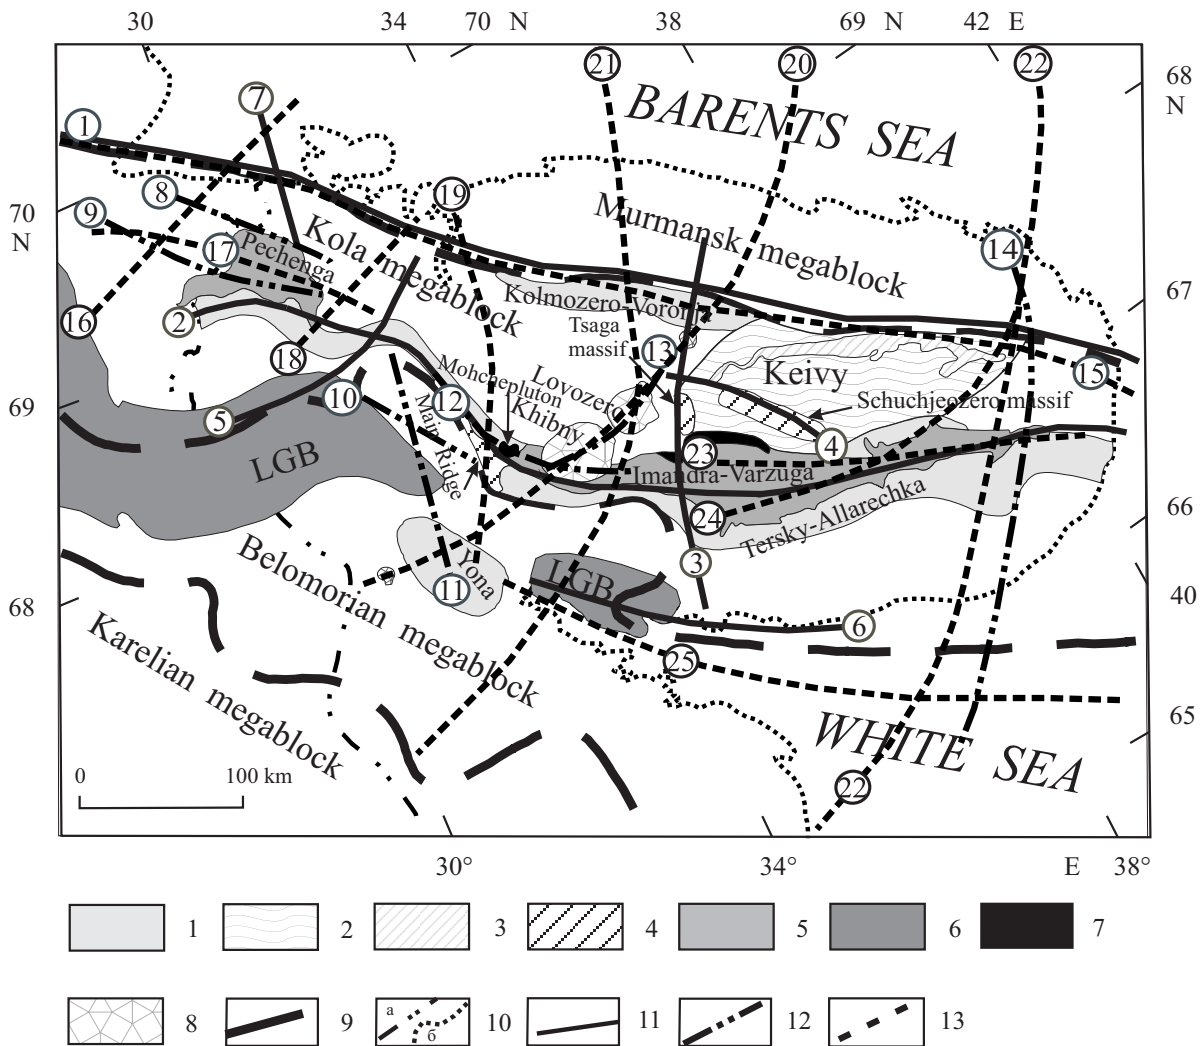 30 34 70 N 38 69 N 42 E
68
N
BARENTS SEA
70
N
Murmansk megablock
Kola megablock
Pechenga
67
Kolmozero-Voron
Tsaga
massif
Keivy
Lovozero
Mohchepluton
Khibny
Schuchjeozero massif
Main Ridge
69
LGB
Imandra-Varzuga
66
Tersky-Allarechka
Yona
LGB
Belomorian megablock
68
40
Karelian megablock
65
WHITE SEA
0 100 km
1
2
3
4
5
6
7
8
9
10
11
12
13
14
15
16
17
18
19
20
21
22
22
23
24
25
30° 34° E 38°
1 2 3 4 5 6 7
8 9 а б 10 11 12 13